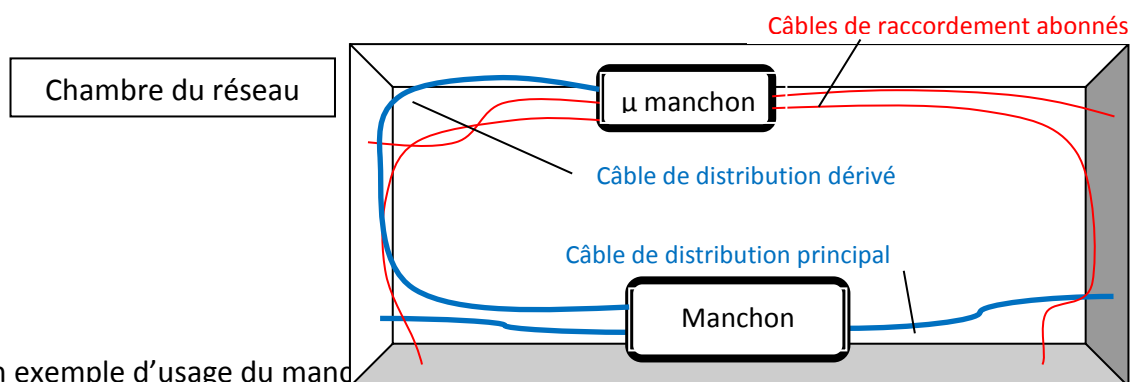 Câbles de raccordement abonnés
Chambre du réseau
µ manchon
Câble de distribution dérivé
Câble de distribution principal
Manchon
exemple d’usage du